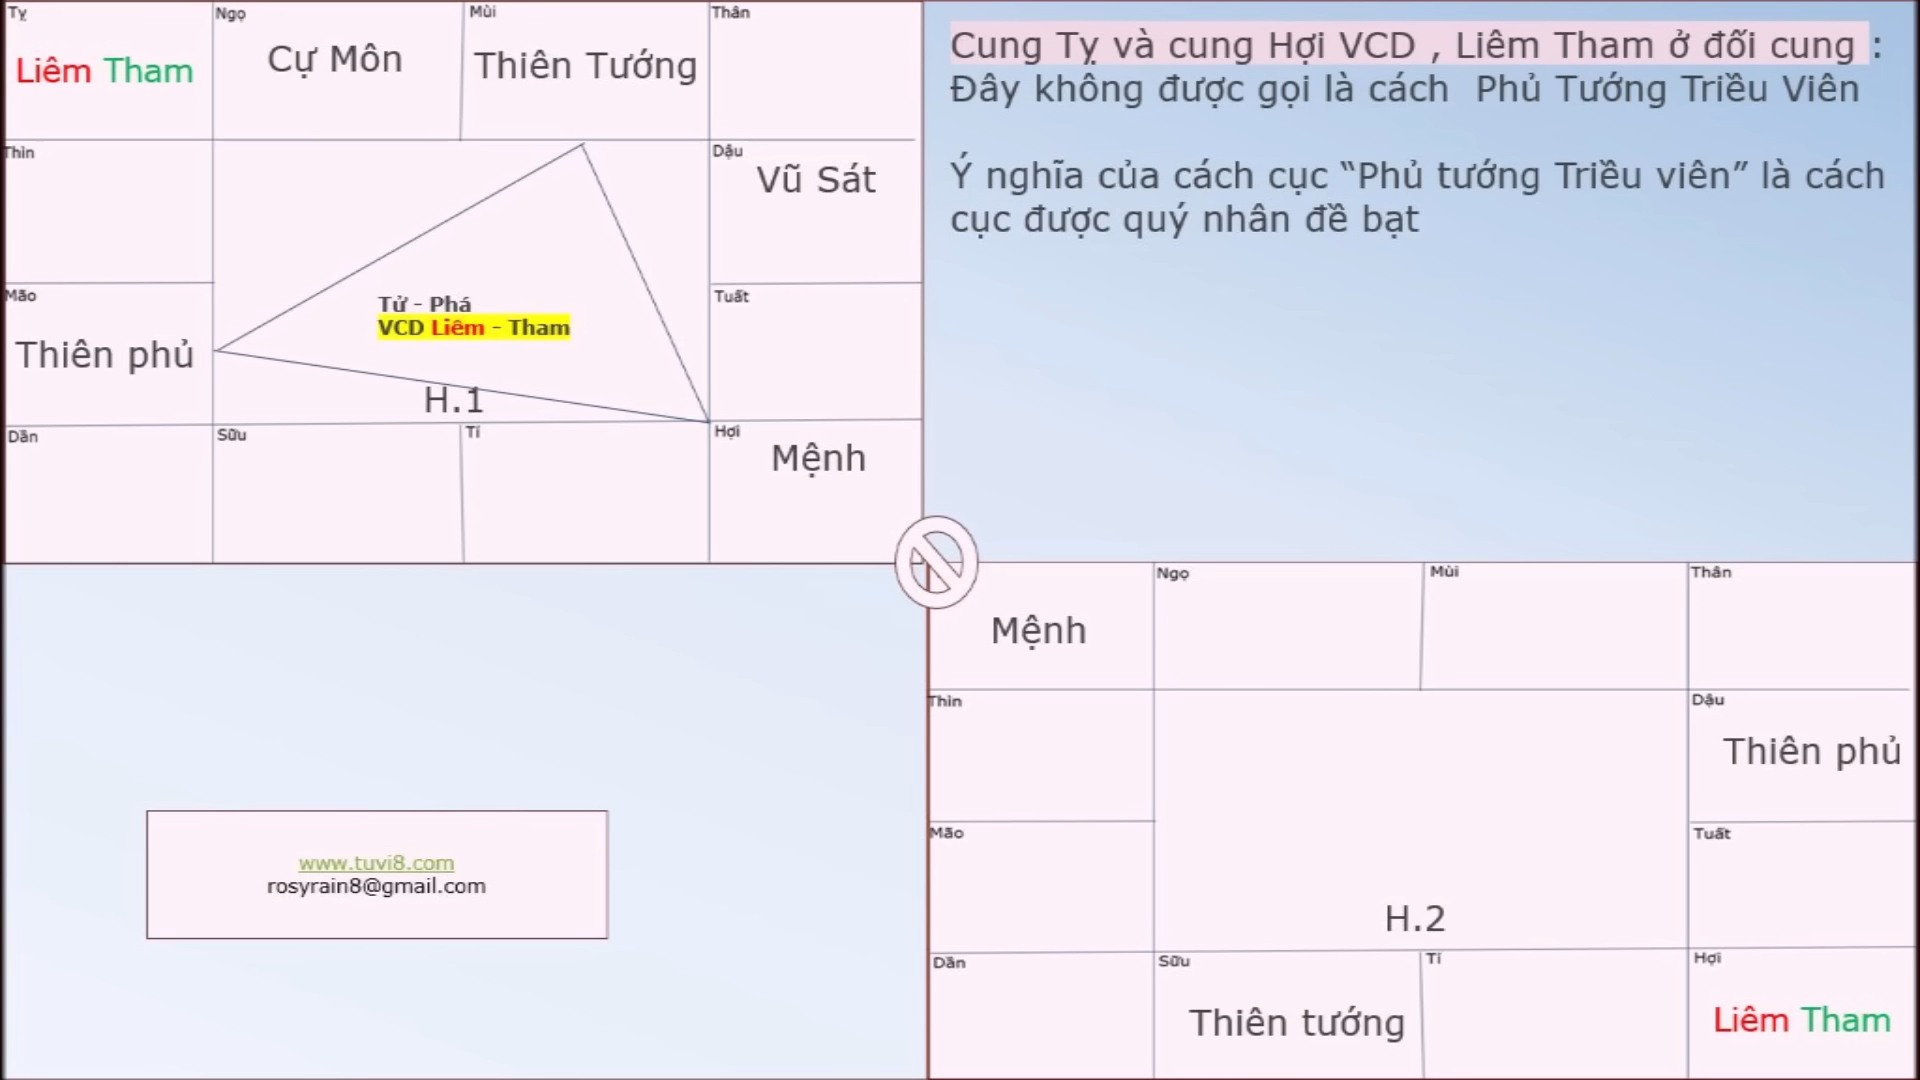 Tỵ
Ngọ
Mùi
Thân
Liêm Tham
Cự Môn
Thiên Tướng
Thìn
Dậu
Vũ Sát
Mão
Tuất
Thiên phủ
Tử - Phá
VCD Liêm - Tham
H.1
Dần
Sữu
Tí
Hợi
Mệnh
Cung Tỵ và cung Hợi VCD , Liêm Tham ở đối cung :
Đây không được gọi là cách Phủ Tướng Triều Viên
Ý nghĩa của cách cục “Phủ tướng Triều viên” là cách
cục được quý nhân đề bạt
www.tuvi8.com
rosyrain8@gmail.com
Ngọ
Mùi
Thân
Mệnh
Thìn
Dậu
Thiên phủ
Mão
Tuất
H.2
Dần
Sữu
Tí
Hợi
Thiên tướng
Liêm Tham